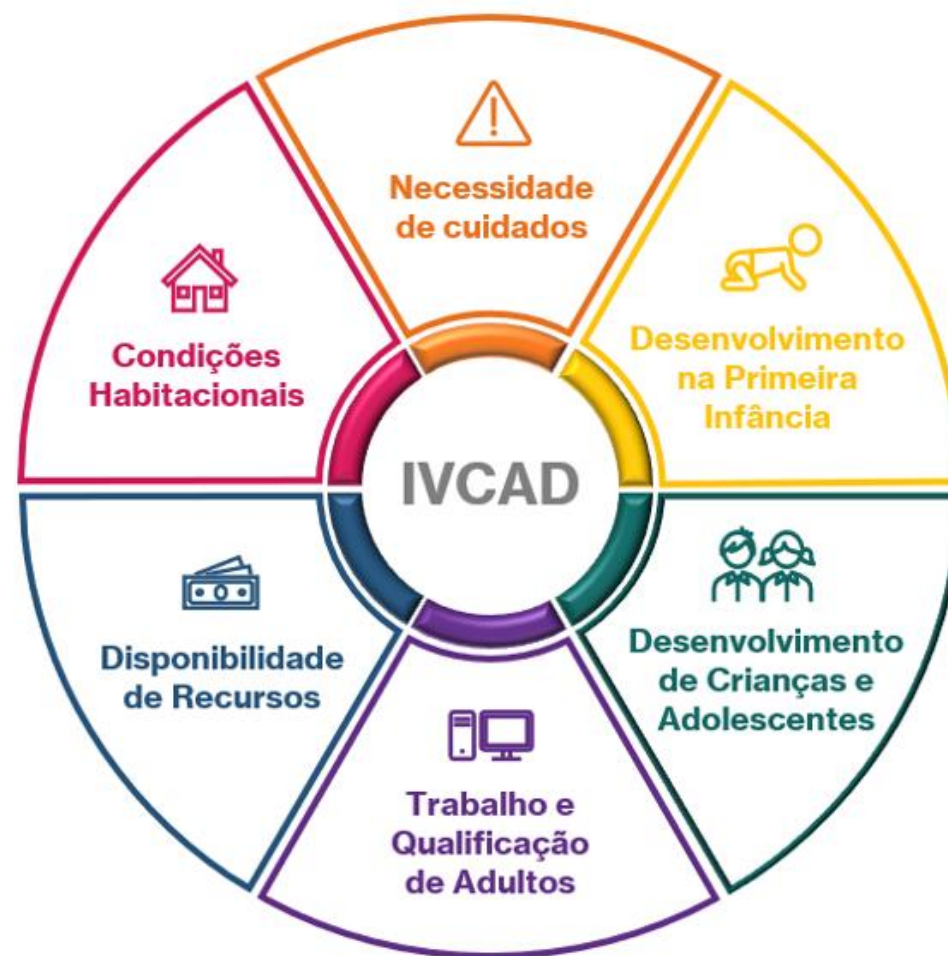 Necessidade
de cuidados
Desenvolvimento
na Primeira
Infância
Desenvolvimento
de Crianças e
Adolescentes
Trabalho e
Qualificação
de Adultos
Disponibilidade
de Recursos
Condições
Habitacionais
IVCAD